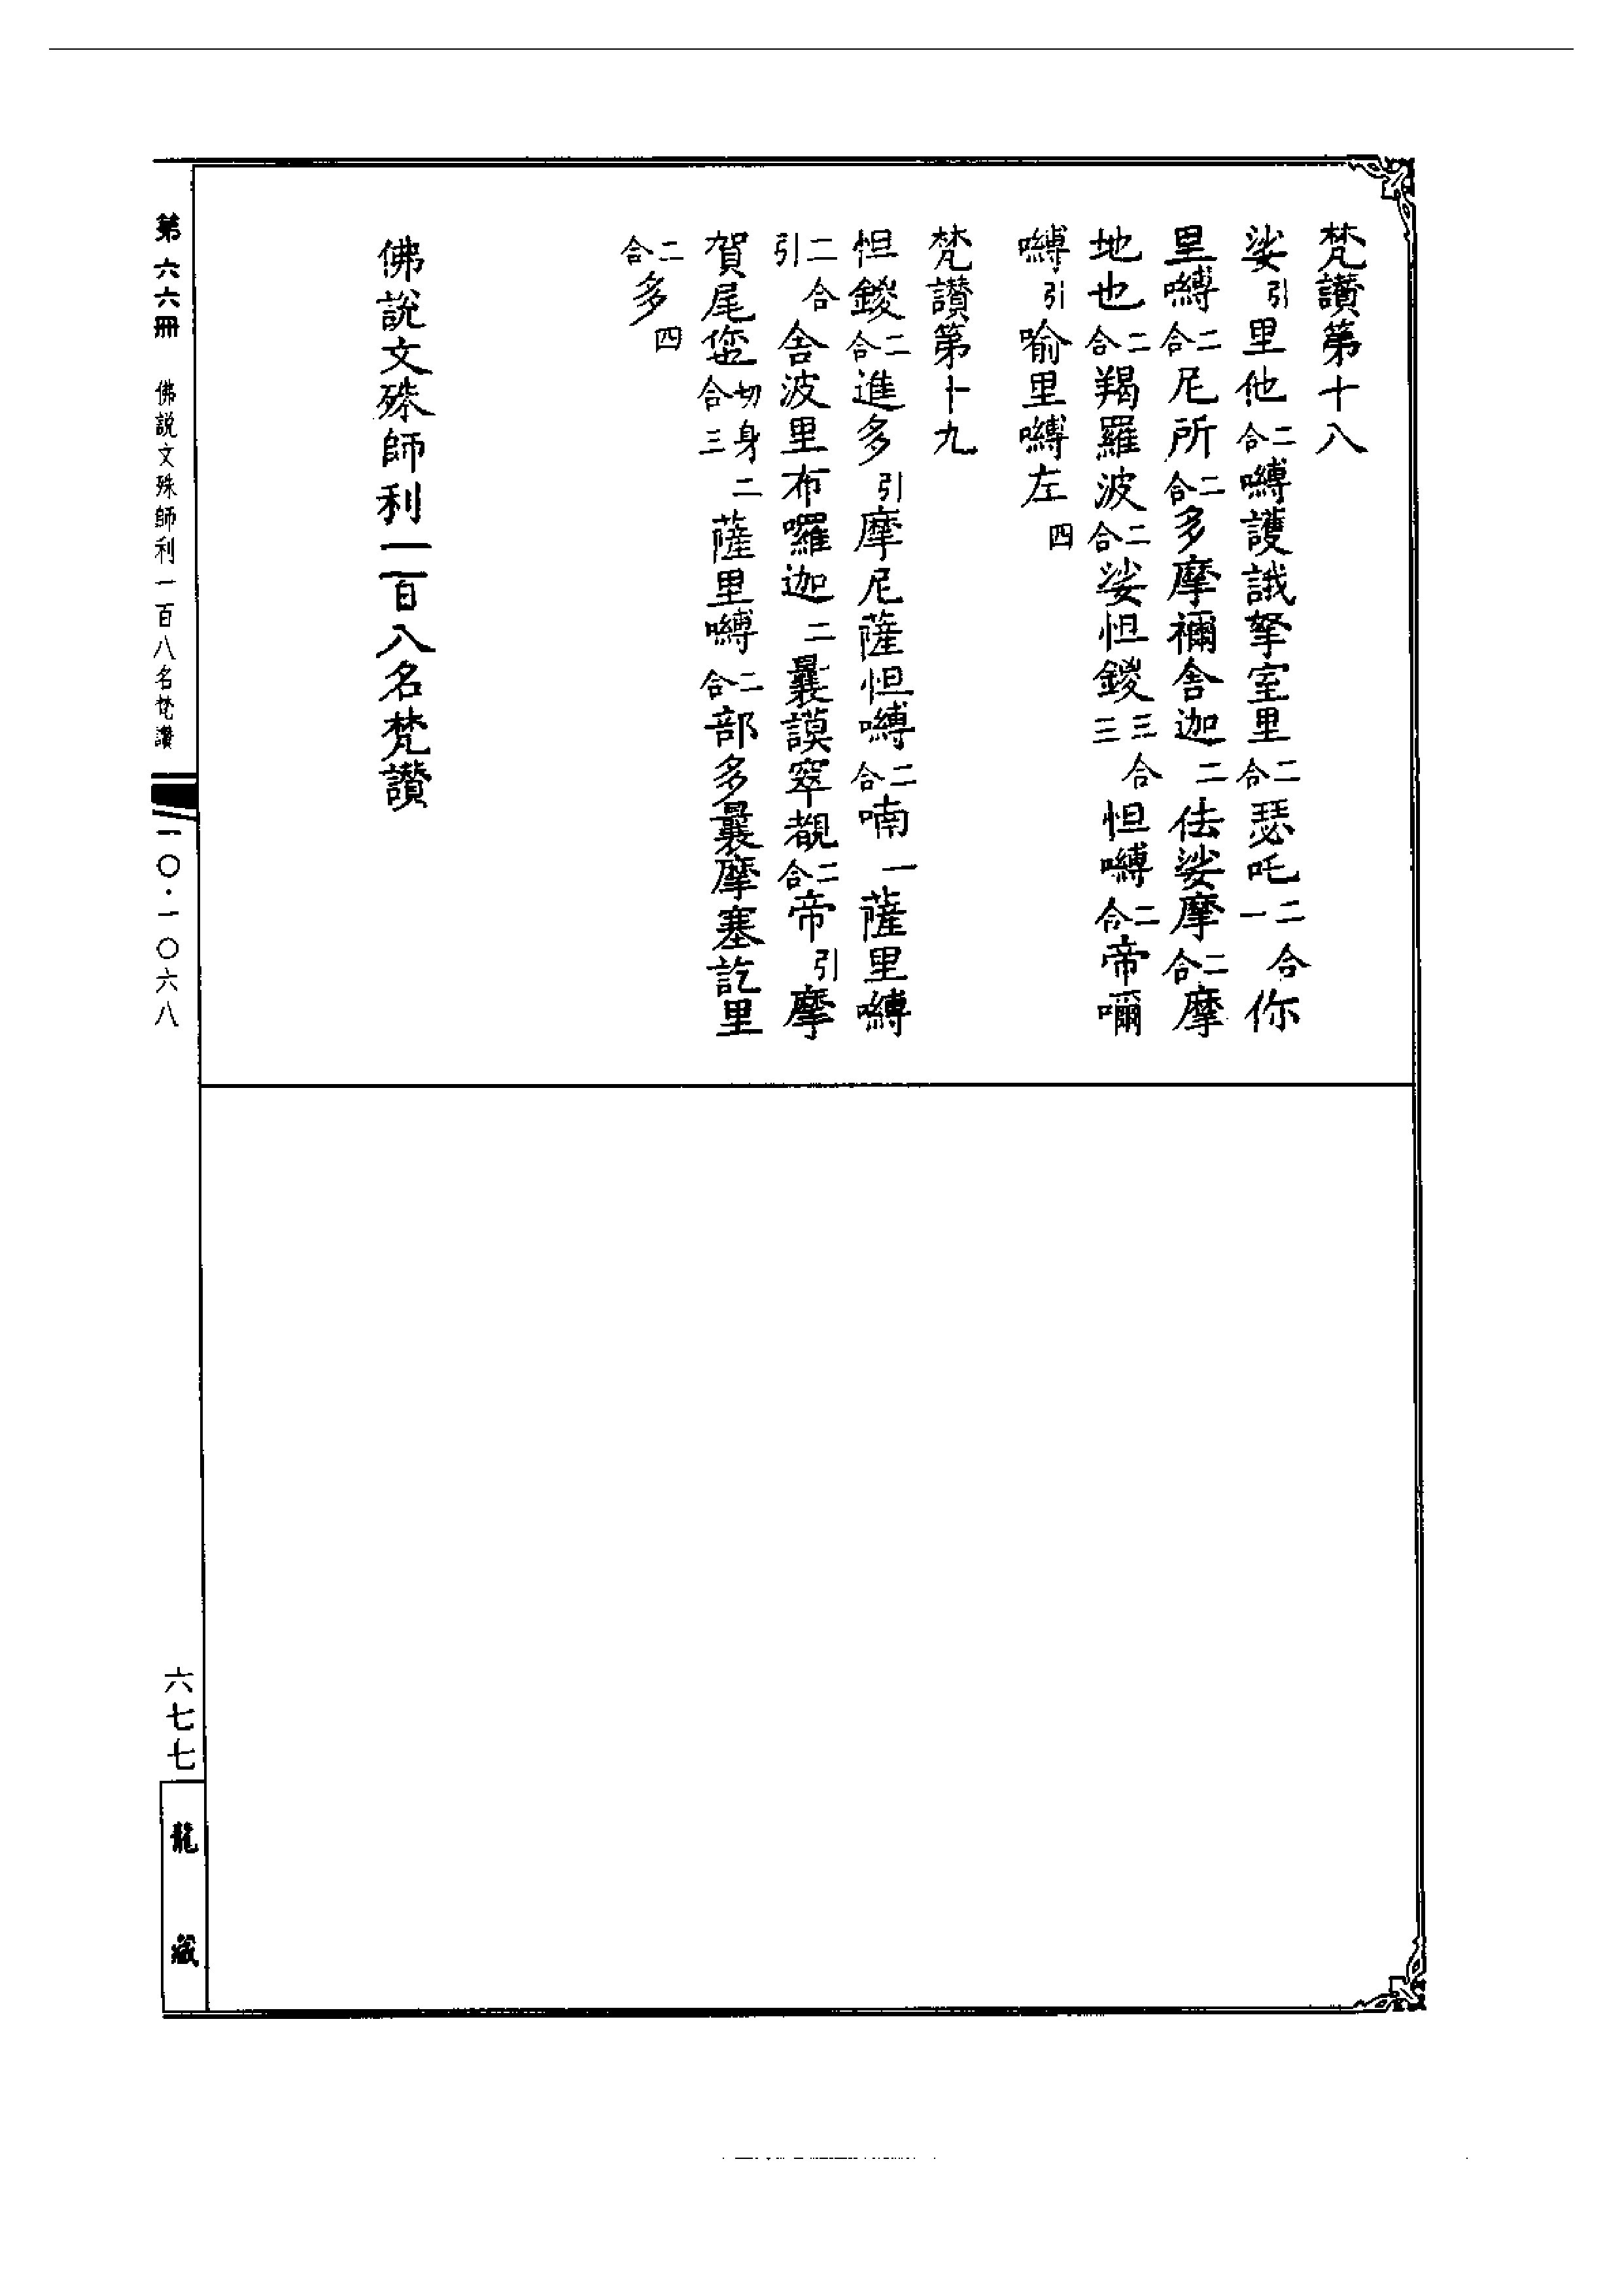 梵讚第十八
娑引里他二合嚩護誐拏室里二合瑟吒二合一你
里嚩二合尼所二合多摩禰舍迦二佉娑摩二合摩
地也二合羯羅波二合娑怛鍐三合三怛嚩二合帝嚩
嚩引喻里嚩左四
梵讚第十九
怛鍐二合進多引摩尼薩怛嚩二合喃一薩里嚩
二合引舍波里布囉迦二曩謨窣覩二合帝引摩
賀尾您切身二合三薩里嚩二合部多曩摩塞訖里
二合多四
佛說文殊師利一百八名梵讚
第六六冊 佛説文殊師利一百八名梵讚 一〇·一〇六八 六七七 龍藏